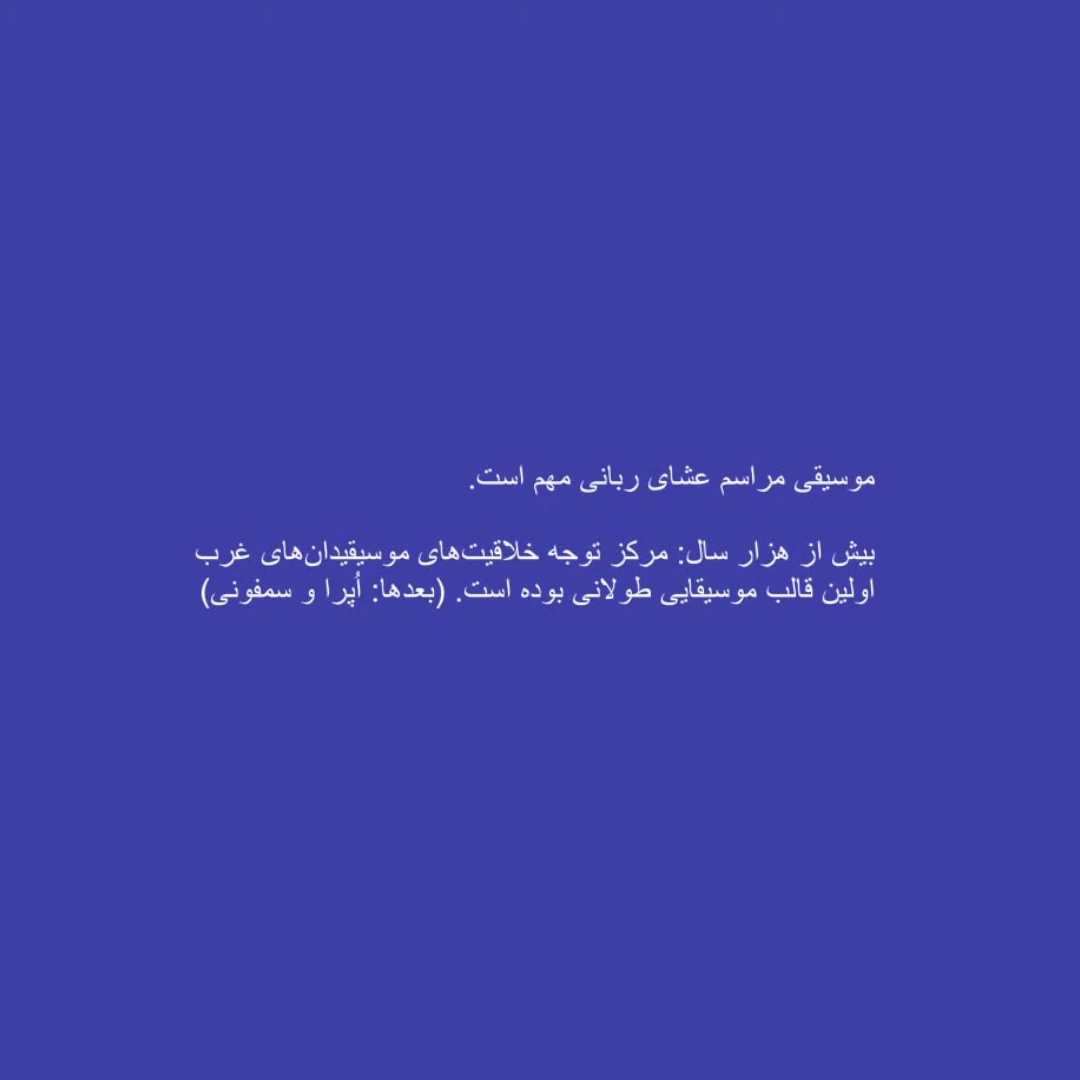 موسیقی مراسم عشای ربانی مهم است.
بیش از هزار سال: مرکز توجه خلاقیت‌های موسیقیدان‌های غرب
اولین قالب موسیقایی طولانی بوده است. (بعدها: اُپرا و سمفونی)